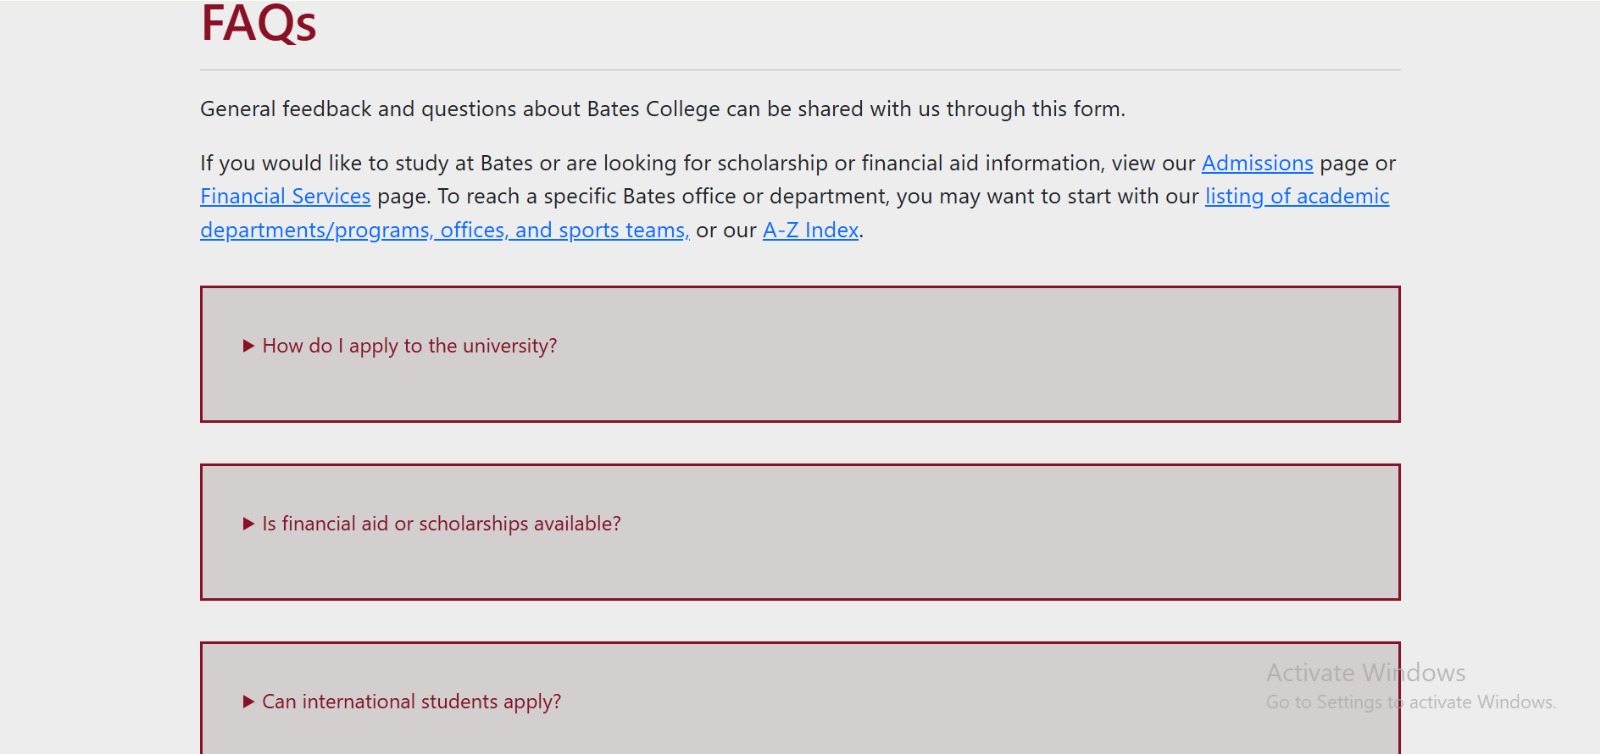 FAQs
General feedback and questions about Bates College can be shared with us through this form.
If you would like to study at Bates or are looking for scholarship or financial aid information, view our Admissions page or
Financial Services page. To reach a specific Bates office or department, you may want to start with our listing of academic
departments/programs, offices, and sports teams, or our A-Z Index.
How do I apply to the university?
Is financial aid or scholarships available?
Can international students apply?
Activate Windows
Go to Settings to activate Windows.